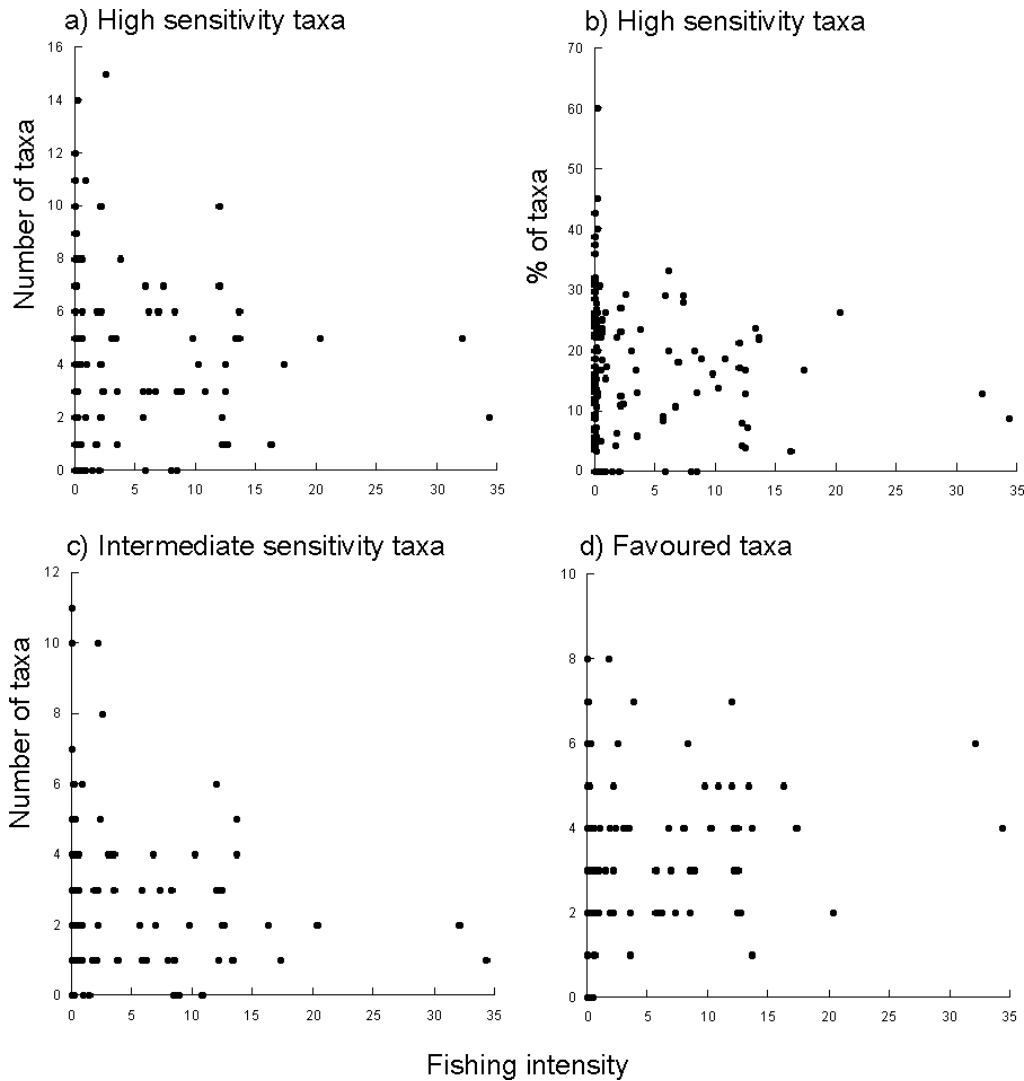 a) High sensitivity taxa
16
14
12
10
8
6
4
2
0
Number of taxa
0 5 10 15 20 25 30 35
b) High sensitivity taxa
70
60
50
40
30
20
10
0
% of taxa
0 5 10 15 20 25 30 35
c) Intermediate sensitivity taxa
12
10
8
6
4
2
0
Number of taxa
0 5 10 15 20 25 30 35
d) Favoured taxa
10
8
6
4
2
0
0 5 10 15 20 25 30 35
Fishing intensity